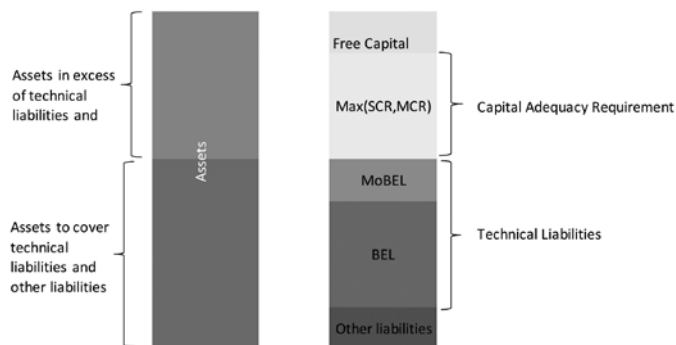 Assets in excess
of technical
liabilities and
Assets to cover
technical
liabilities and
other liabilities
Assets
Free Capital
Max(SCR,MCR)
MoBEL
BEL
Other liabilities
Capital Adequacy Requirement
Technical Liabilities